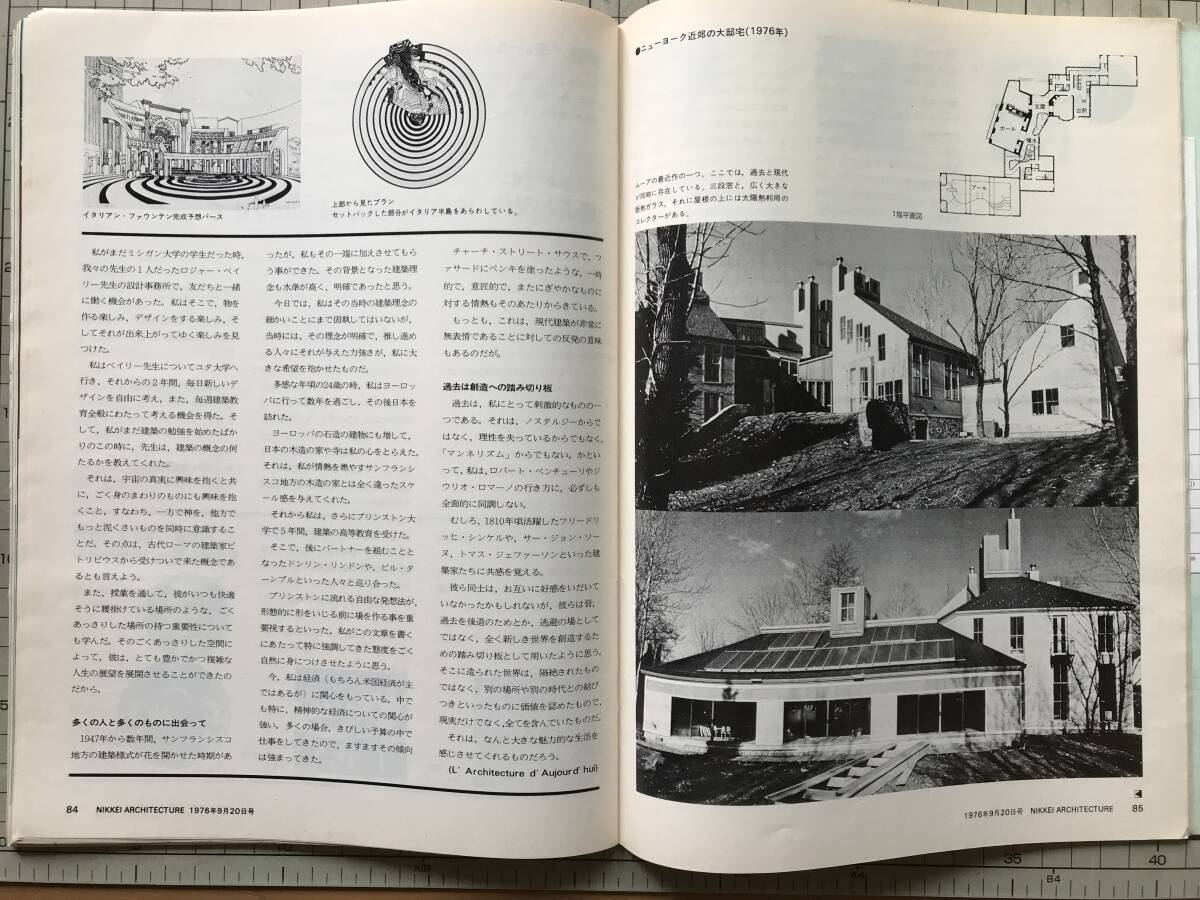 イタリアン・ファウンテン完成予想パース
上部から見たプラン
セットバックした部分がイタリア半島をあらわしている。
私がまだミシガン大学の学生だった時,
我々の先生の1人だったロジャー・ベイ
リー先生の設計事務所で，友だちと一緒
に働く機会があった。私はそこで，物を
作る楽しみ，デザインをする楽しみ，そ
してそれが出来上がってゆく楽しみを見
つけた。
私はベイリー先生についてユタ大学へ
行き，それからの2年間，毎日新しいデ
ザインを自由に考え，また，毎週建築教
育全般にわたって考える機会を得た。そ
して，私がまだ建築の勉強を始めたばか
りのこの時に，先生は，建築の概念の何
たるかを教えてくれた。
それは，宇宙の真実に興味を抱くと共
に，ごく身のまわりのものにも興味を抱
くこと，すなわち，一方で神を，他方で
もっと泥くさいものを同時に意識するこ
とだ。その点は，古代ローマの建築家ビ
トリビウスから受けついで来た概念であ
るとも言えよう。
また，授業を通して，彼がいつも快適
そうに腰掛けている場所のような，ごく
あっさりした場所の持つ重要性について
も学んだ。そのごくあっさりした空間に
よって，彼は，とても豊かでかつ複雑な
人生の展望を展開させることができたの
だから。
多くの人と多くのものに出会って
1947年から数年間，サンフランシスコ
地方の建築様式が花を開かせた時期があ
ったが，私もその一端に加えさせてもら
う事ができた。その背景となった建築理
念も水準が高く，明確であったと思う。
今日では，私はその当時の建築理念の
細かいことにまで固執してはいないが，
当時には，その理念が明確で，推し進め
る人々にそれが与えた力強さが，私に大
きな希望を抱かせたものだ。
多感な年頃の24歳の時，私はヨーロッ
パに行って数年を過ごし，その後日本を
訪れた。
ヨーロッパの石造の建物にも増して，
日本の木造の家や寺は私の心をとらえた。
それは，私が情熱を燃やすサンフランシ
スコ地方の木造の家とは全く違ったスケ
ール感を与えてくれた。
それから私は，さらにプリンストン大
学で5年間，建築の高等教育を受けた。
そこで，後にパートナーを組むことと
なったドンリン・リンドンや，ビル・タ
ーンブルといった人々と巡り合った。
プリンストンに流れる自由な発想法が，
形態的に形をいじる前に場を作る事を重
要視するといった，私がこの文章を書く
にあたって特に強調してきた態度をごく
自然に身につけさせたように思う。
今，私は経済（もちろん米国経済が主
ではあるが）に関心をもっている。中で
も特に，精神的な経済についての関心が
強い。多くの場合，きびしい予算の中で
仕事をしてきたので，ますますその傾向
は強まってきた。
チャーチ・ストリート・サウスで，フ
ァサードにペンキを塗ったような，一時
的で，意匠的で，またにぎやかなものに
対する情熱もそのあたりからきている。
もっとも，これは，現代建築が非常に
無表情であることに対しての反発の意味
もあるのだが。
過去は創造への踏み切り板
過去は，私にとって刺激的なものの一
つである。それは，ノスタルジーからで
はなく，理性を失っているからでもなく，
「マンネリズム」からでもない。かとい
って，私は，ロバート・ベンチューリやジ
ウリオ・ロマーノの行き方に，必ずしも
全面的に同調しない。
むしろ，1810年頃活躍したフリードリ
ッヒ・シンケルや，サー・ジョン・ソー
ヌ，トマス・ジェファーソンといった建
築家たちに共感を覚える。
彼ら同士は，お互いに好感をいだいて
いなかったかもしれないが，彼らは皆，
過去を後退のためとか，逃避の場として
ではなく，全く新しき世界を創造するた
めの踏み切り板として用いたように思う。
そこに造られた世界は，隔絶されたもの
ではなく，別の場所や別の時代との結び
つきといったものに価値を認めたもので，
現実だけでなく，全てを含んでいたものだ。
それは，なんと大きな魅力的な生活を
感じさせてくれるものだろう。
(L' Architecture d' Aujourd' hui)
84 NIKKEI ARCHITECTURE 1976年9月20日号
●ニューヨーク近郊の大邸宅(1976年)
ムーアの最近作の一つ。ここでは，過去と現代
が同時に存在している。三段窓と，広く大きな
断熱ガラス，それに屋根の上には太陽熱利用の
コレクターがある。
玄関
台所
ホール
プール
1階平面図
1976年9月20日号 NIKKEI ARCHITECTURE 85
35
40
84